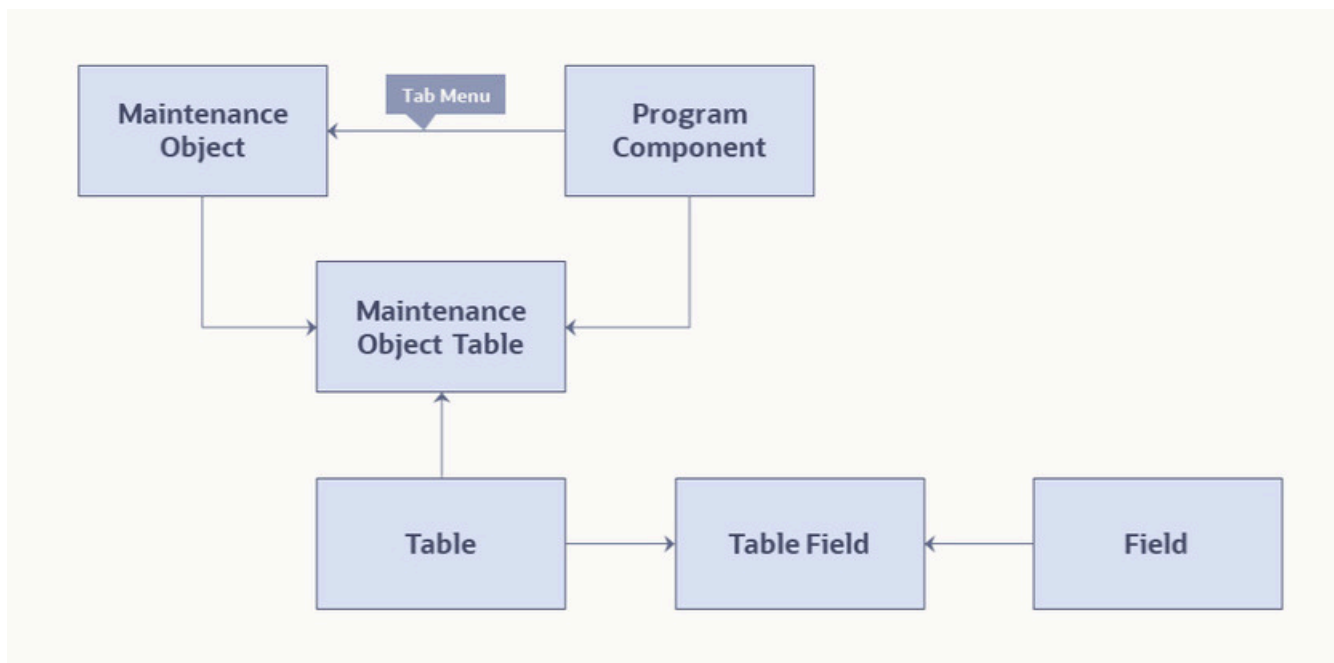 Maintenance
Object
Tab Menu
Program
Component
Maintenance
Object Table
Table
Table Field
Field